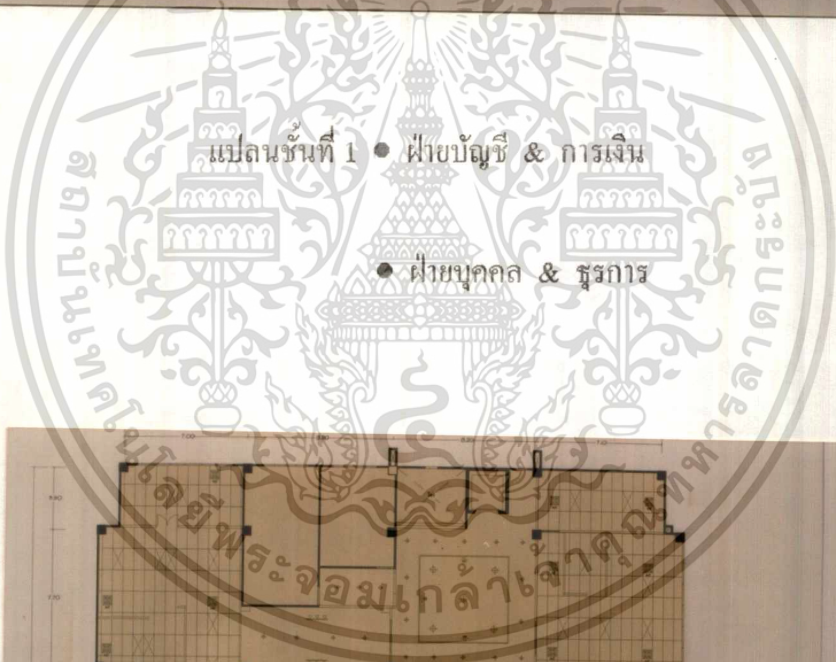 แปลนชั้นที่ 1 ● ฝ่ายบัญชี & การเงิน
● ฝ่ายบุคคล & ธุรการ
สถาบันเทคโนโลยีพระจอมเกล้าเจ้าคุณทหารลาดกระบัง
7.00